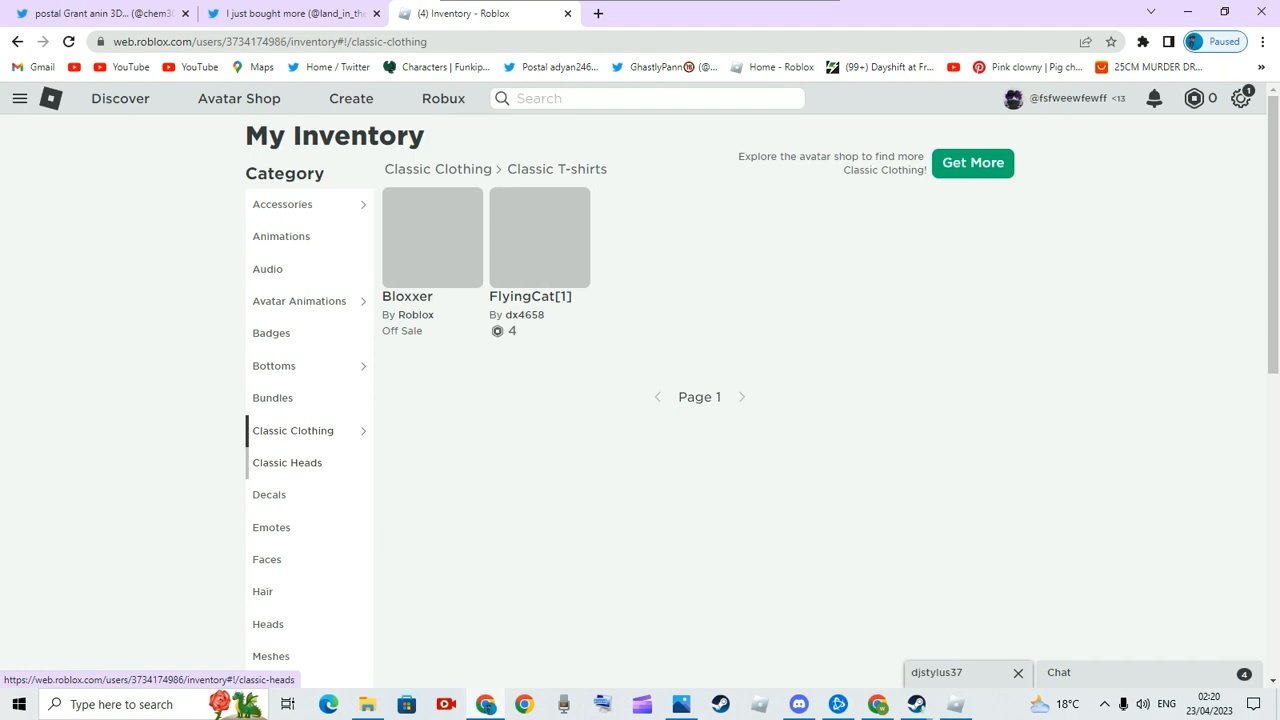 postal Grant anin 3D... (@chem3
I just bought more (@land_in_the
(4) Inventory - Roblox
web.roblox.com/users/3734174986/inventory#!/classic-clothing
Paused
Gmail
YouTube
YouTube
Maps
Home / Twitter
Characters | Funkip...
Postal adyan246...
GhastlyPann🔞 (@...
Home - Roblox
(99+) Dayshift at Fr...
Pink clowny | Pig ch...
25CM MURDER DR...
»
Discover
Avatar Shop
Create
Robux
Search
@fsfweewfewff <13
0
1
My Inventory
Category
Classic Clothing > Classic T-shirts
Explore the avatar shop to find more
Classic Clothing!
Get More
Accessories
Animations
Audio
Avatar Animations
Badges
Bottoms
Bundles
Classic Clothing
Classic Heads
Decals
Emotes
Faces
Hair
Heads
Meshes
Bloxxer
By Roblox
Off Sale
FlyingCat[1]
By dx4658
4
Page 1
https://web.roblox.com/users/3734174986/inventory#!/classic-heads
djstylus37
Chat
4
Type here to search
18°C
ENG
02:20
23/04/2023